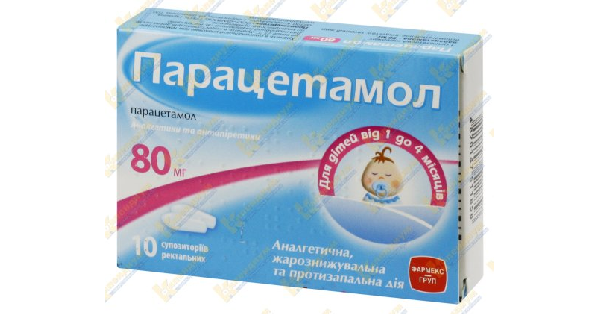 Парацетамол
парацетамол
80 мг
Для дітей від 1 до 4 місяців
10 супозиторіїв
ректальних
Аналгетична,
жарознижувальна
та протизапальна дія
ФАРМЕКС
ГРУП